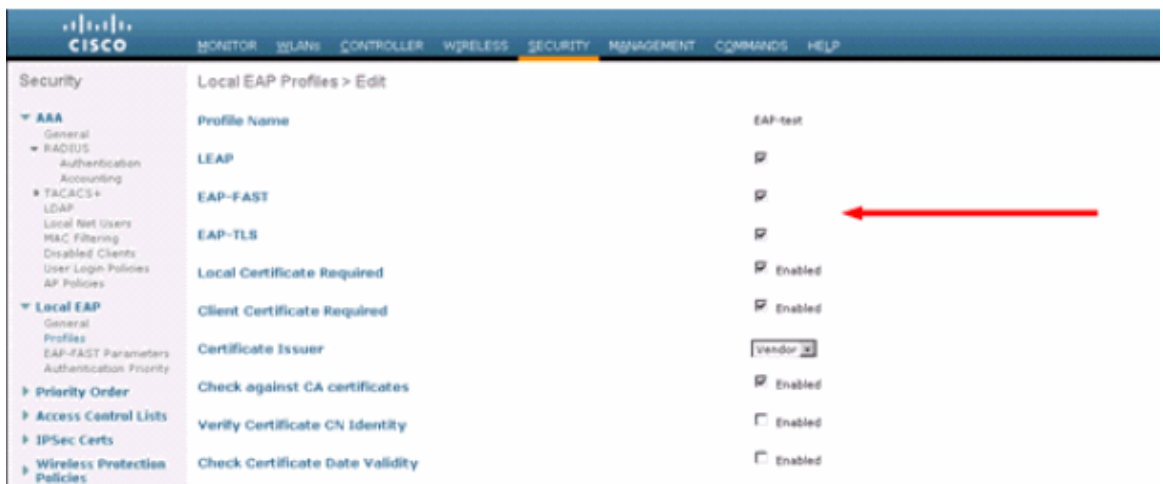 CISCO
MONITOR WLANs CONTROLLER WIRELESS SECURITY MANAGEMENT COMMANDS HELP
Security
AAA
General
RADIUS
Authentication
Accounting
TACACS+
LDAP
Local Net Users
MAC Filtering
Disabled Clients
User Login Policies
AP Policies
Local EAP
General
Profiles
EAP-FAST Parameters
Authentication Priority
Priority Order
Access Control Lists
IPSec Certs
Wireless Protection
Policies
Local EAP Profiles > Edit
Profile Name EAP-test
LEAP
EAP-FAST
EAP-TLS
Local Certificate Required Enabled
Client Certificate Required Enabled
Certificate Issuer Vendor
Check against CA certificates Enabled
Verify Certificate CN Identity Enabled
Check Certificate Date Validity Enabled